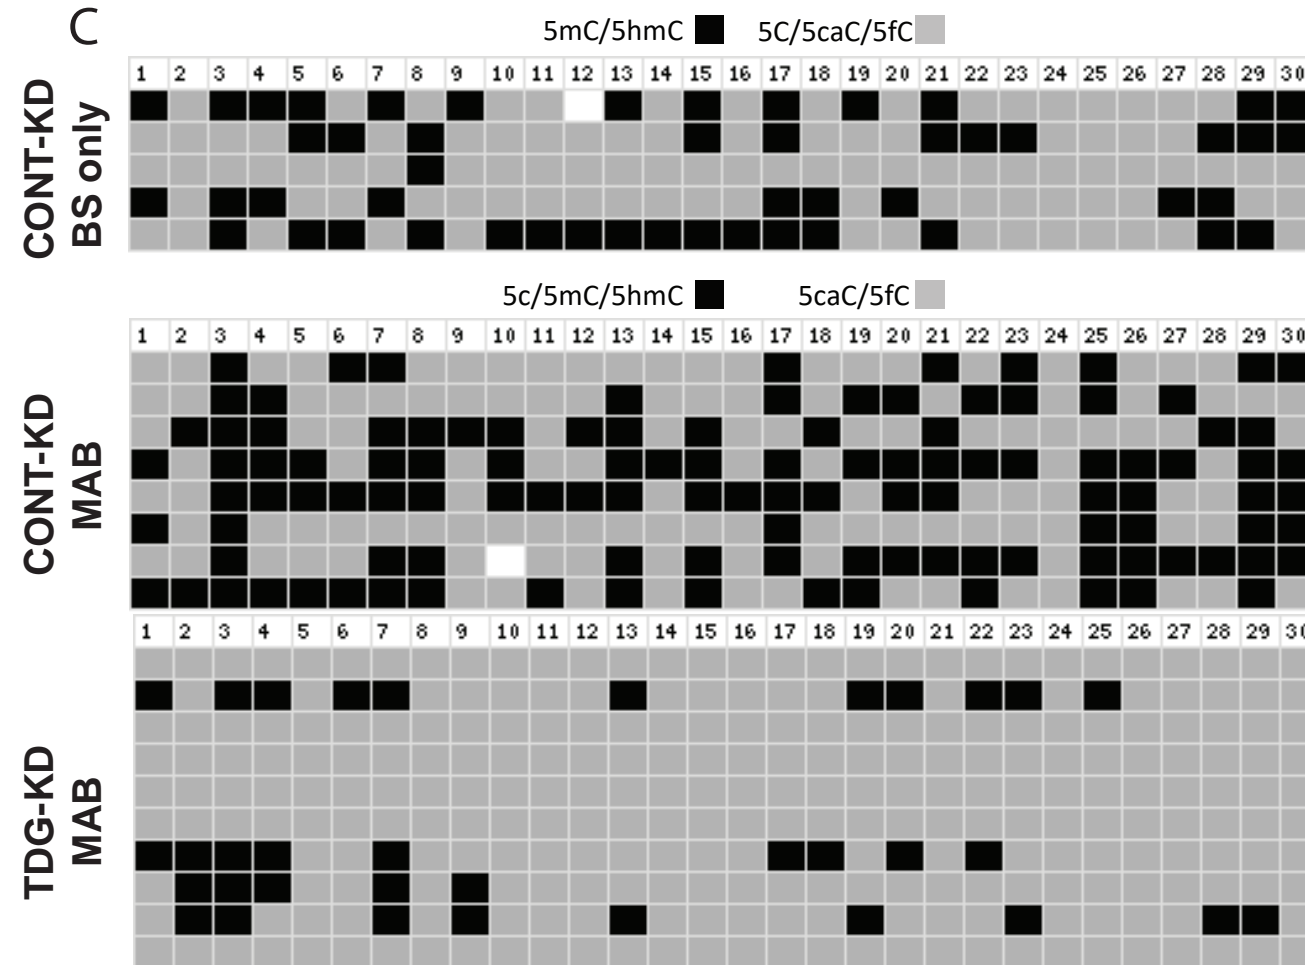 C
5mC/5hmC 5C/5caC/5fC
1 2 3 4 5 6 7 8 9 10 11 12 13 14 15 16 17 18 19 20 21 22 23 24 25 26 27 28 29 30
CONT-KD
BS only
5c/5mC/5hmC 5caC/5fC
1 2 3 4 5 6 7 8 9 10 11 12 13 14 15 16 17 18 19 20 21 22 23 24 25 26 27 28 29 30
CONT-KD
MAB
1 2 3 4 5 6 7 8 9 10 11 12 13 14 15 16 17 18 19 20 21 22 23 24 25 26 27 28 29 30
TDG-KD
MAB